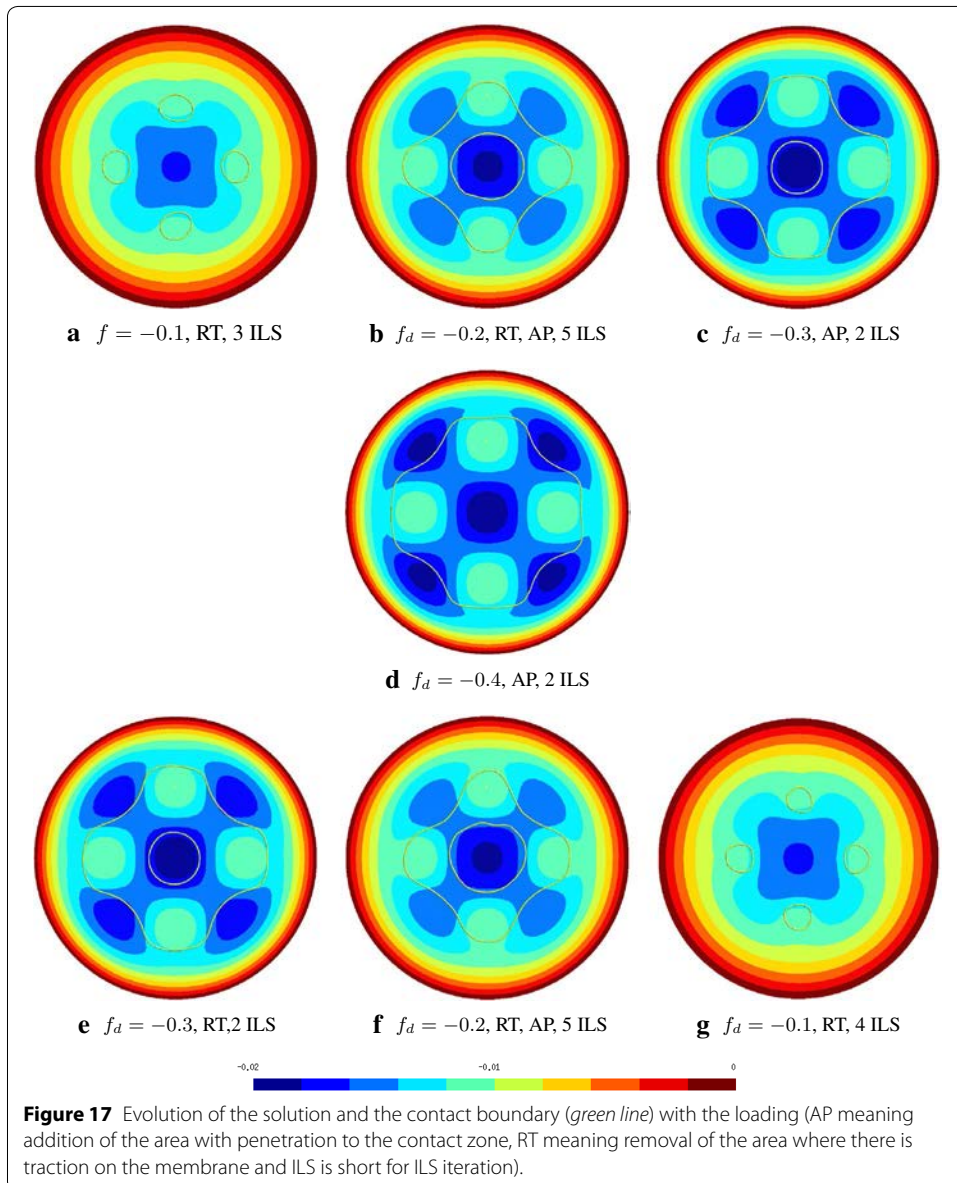 a f = −0.1, RT, 3 ILS
b f_d = −0.2, RT, AP, 5 ILS
c f_d = −0.3, AP, 2 ILS
d f_d = −0.4, AP, 2 ILS
e f_d = −0.3, RT,2 ILS
f f_d = −0.2, RT, AP, 5 ILS
g f_d = −0.1, RT, 4 ILS
-0.02 -0.01 0
Figure 17 Evolution of the solution and the contact boundary (green line) with the loading (AP meaning
addition of the area with penetration to the contact zone, RT meaning removal of the area where there is
traction on the membrane and ILS is short for ILS iteration).